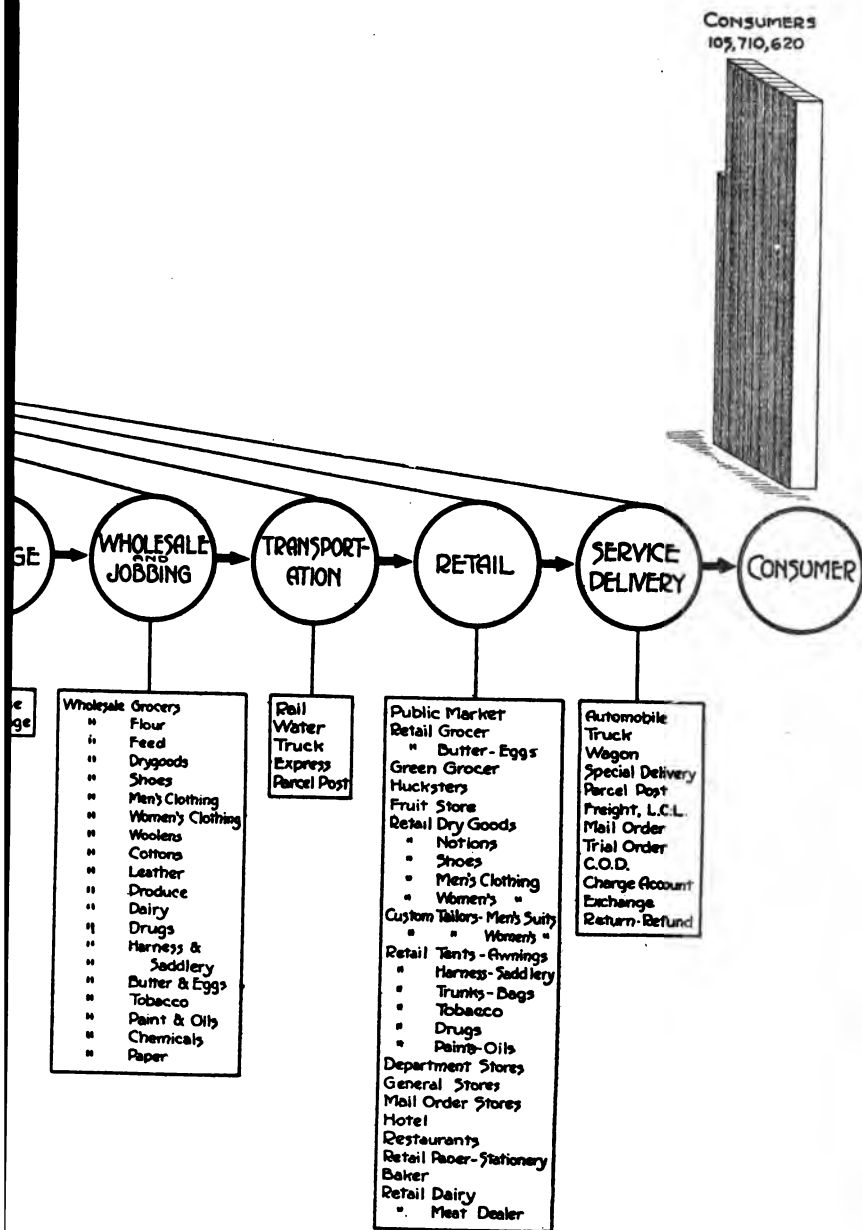 CONSUMERS
105,710,620
GE
WHOLESALE
AND
JOBBING
TRANSPORT-
ATION
RETAIL
SERVICE
DELIVERY
CONSUMER
se
ge
Wholesale Grocers
" Flour
" Feed
" Drygoods
" Shoes
" Men's Clothing
" Women's Clothing
" Woolens
" Cottons
" Leather
" Produce
" Dairy
" Drugs
" Harness &
" Saddlery
" Butter & Eggs
" Tobacco
" Paint & Oils
" Chemicals
" Paper
Rail
Water
Truck
Express
Parcel Post
Public Market
Retail Grocer
" Butter-Eggs
Green Grocer
Hucksters
Fruit Store
Retail Dry Goods
" Notions
" Shoes
" Men's Clothing
" Women's "
Custom Tailors-Men's Suits
" " Women's "
Retail Tents-Awnings
" Harness-Saddlery
" Trunks-Bags
" Tobacco
" Drugs
" Paints-Oils
Department Stores
General Stores
Mail Order Stores
Hotel
Restaurants
Retail Paper-Stationery
Baker
Retail Dairy
" Meat Dealer
Automobile
Truck
Wagon
Special Delivery
Parcel Post
Freight, L.C.L.
Mail Order
Trial Order
C.O.D.
Charge Account
Exchange
Return-Refund